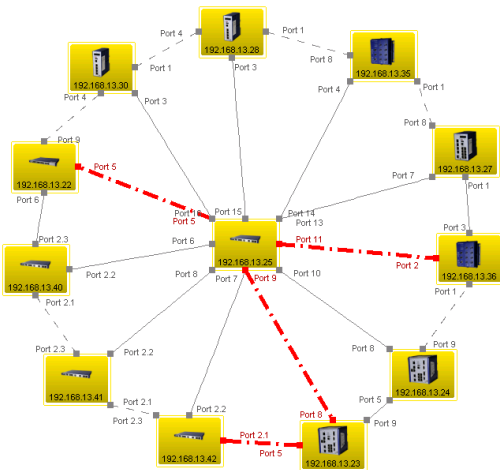 Port 4
192.168.13.28
Port 1
Port 3
Port 8
192.168.13.35
Port 4
Port 1
192.168.13.30
Port 1
Port 4
Port 3
Port 8
192.168.13.27
Port 7
Port 1
Port 9
192.168.13.22
Port 5
Port 6
Port 15
Port 14
Port 5
Port 13
Port 3
192.168.13.36
Port 2
Port 1
Port 11
Port 6
192.168.13.25
Port 8
Port 7
Port 9
Port 10
Port 2.3
192.168.13.40
Port 2.2
Port 2.1
Port 2.3
Port 2.2
192.168.13.41
Port 2.1
Port 2.3
Port 8
Port 9
192.168.13.24
Port 5
Port 9
Port 2.2
Port 2.1
192.168.13.42
Port 8
Port 5
192.168.13.23